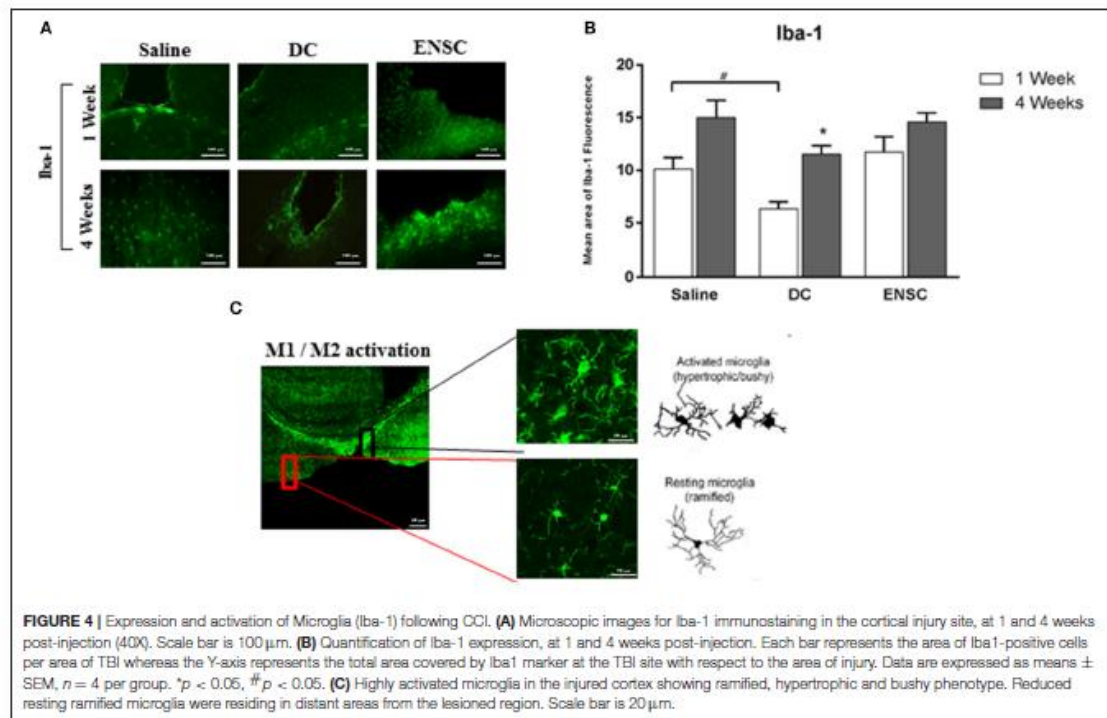 A
Saline DC ENSC
Iba-1
1 Week
4 Weeks
B
Iba-1
Mean area of Iba-1 Fluorescence
20
15
10
5
0
#
*
Saline DC ENSC
1 Week
4 Weeks
C
M1 / M2 activation
Activated microglia
(hypertrophic/bushy)
Resting microglia
(ramified)
FIGURE 4 | Expression and activation of Microglia (Iba-1) following CCI. (A) Microscopic images for Iba-1 immunostaining in the cortical injury site, at 1 and 4 weeks
post-injection (40X). Scale bar is 100 μm. (B) Quantification of Iba-1 expression, at 1 and 4 weeks post-injection. Each bar represents the area of Iba1-positive cells
per area of TBI whereas the Y-axis represents the total area covered by Iba1 marker at the TBI site with respect to the area of injury. Data are expressed as means ±
SEM, n = 4 per group. *p < 0.05, #p < 0.05. (C) Highly activated microglia in the injured cortex showing ramified, hypertrophic and bushy phenotype. Reduced
resting ramified microglia were residing in distant areas from the lesioned region. Scale bar is 20 μm.